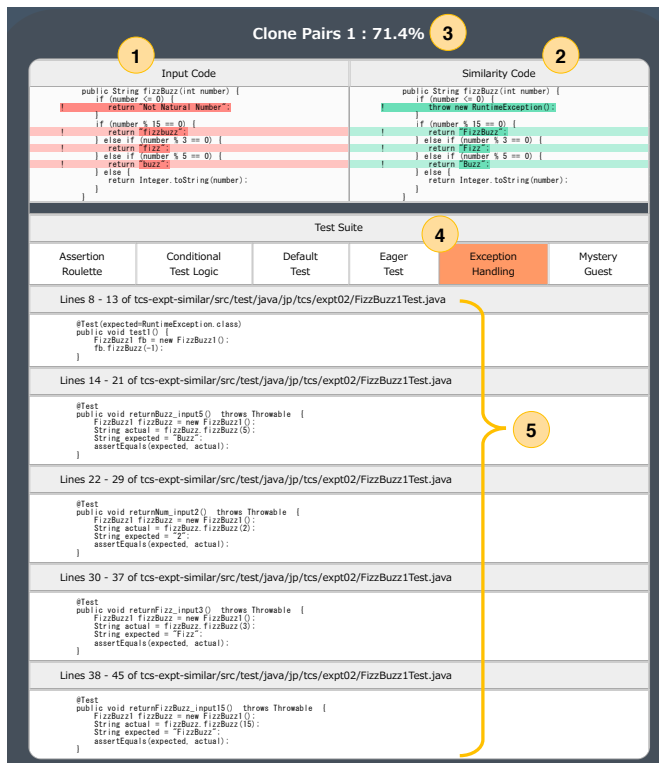 Clone Pairs 1 : 71.4% 3
1 2
Input Code
public String fizzBuzz(int number) {
if (number <= 0) {
! return "Not Natural Number";
}
if (number % 15 == 0) {
! return "fizzbuzz";
} else if (number % 3 == 0) {
! return "fizz";
} else if (number % 5 == 0) {
! return "buzz";
} else {
return Integer.toString(number);
}
}
Similarity Code
public String fizzBuzz(int number) {
if (number <= 0) {
! throw new RuntimeException();
}
if (number % 15 == 0) {
! return "FizzBuzz";
} else if (number % 3 == 0) {
! return "Fizz";
} else if (number % 5 == 0) {
! return "Buzz";
} else {
return Integer.toString(number);
}
}
Test Suite
4
Assertion Roulette
Conditional Test Logic
Default Test
Eager Test
Exception Handling
Mystery Guest
Lines 8 - 13 of tcs-expt-similar/src/test/java/jp/tcs/expt02/FizzBuzz1Test.java
@Test(expected=RuntimeException.class)
public void test1() {
FizzBuzz1 fb = new FizzBuzz1();
fb.fizzBuzz(-1);
}
Lines 14 - 21 of tcs-expt-similar/src/test/java/jp/tcs/expt02/FizzBuzz1Test.java
@Test
public void returnBuzz_input5() throws Throwable {
FizzBuzz1 fizzBuzz = new FizzBuzz1();
String actual = fizzBuzz.fizzBuzz(5);
String expected = "Buzz";
assertEquals(expected, actual);
}
5
Lines 22 - 29 of tcs-expt-similar/src/test/java/jp/tcs/expt02/FizzBuzz1Test.java
@Test
public void returnNum_input2() throws Throwable {
FizzBuzz1 fizzBuzz = new FizzBuzz1();
String actual = fizzBuzz.fizzBuzz(2);
String expected = "2";
assertEquals(expected, actual);
}
Lines 30 - 37 of tcs-expt-similar/src/test/java/jp/tcs/expt02/FizzBuzz1Test.java
@Test
public void returnFizz_input3() throws Throwable {
FizzBuzz1 fizzBuzz = new FizzBuzz1();
String actual = fizzBuzz.fizzBuzz(3);
String expected = "Fizz";
assertEquals(expected, actual);
}
Lines 38 - 45 of tcs-expt-similar/src/test/java/jp/tcs/expt02/FizzBuzz1Test.java
@Test
public void returnFizzBuzz_input15() throws Throwable {
FizzBuzz1 fizzBuzz = new FizzBuzz1();
String actual = fizzBuzz.fizzBuzz(15);
String expected = "FizzBuzz";
assertEquals(expected, actual);
}